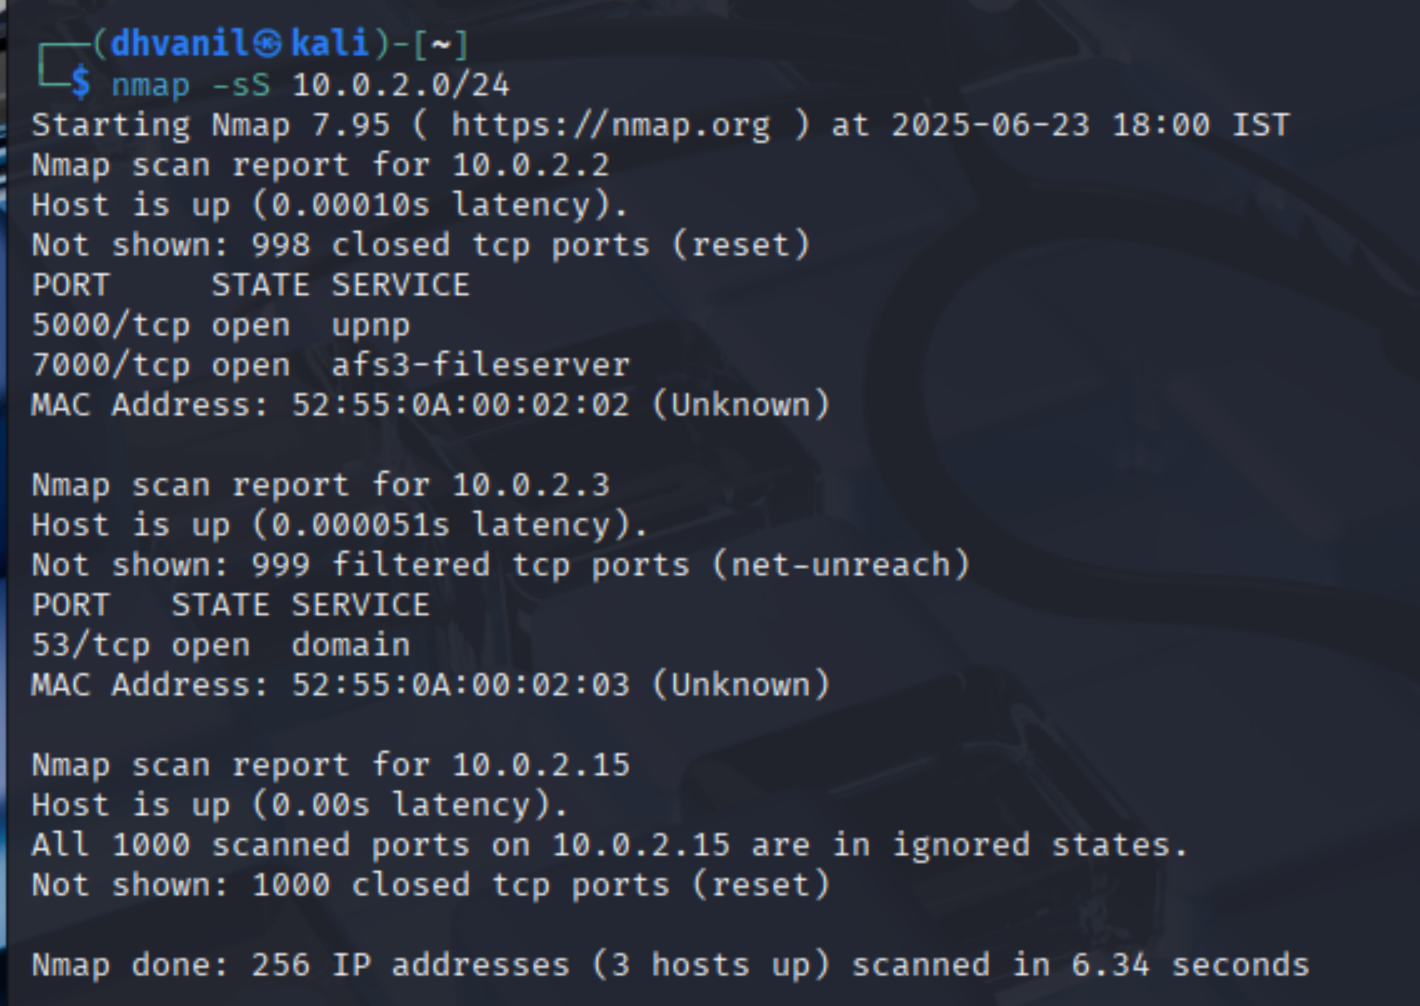 ┌──(dhvanil㉿kali)-[~]
└─$ nmap -sS 10.0.2.0/24
Starting Nmap 7.95 ( https://nmap.org ) at 2025-06-23 18:00 IST
Nmap scan report for 10.0.2.2
Host is up (0.00010s latency).
Not shown: 998 closed tcp ports (reset)
PORT     STATE SERVICE
5000/tcp open  upnp
7000/tcp open  afs3-fileserver
MAC Address: 52:55:0A:00:02:02 (Unknown)

Nmap scan report for 10.0.2.3
Host is up (0.000051s latency).
Not shown: 999 filtered tcp ports (net-unreach)
PORT   STATE SERVICE
53/tcp open  domain
MAC Address: 52:55:0A:00:02:03 (Unknown)

Nmap scan report for 10.0.2.15
Host is up (0.00s latency).
All 1000 scanned ports on 10.0.2.15 are in ignored states.
Not shown: 1000 closed tcp ports (reset)

Nmap done: 256 IP addresses (3 hosts up) scanned in 6.34 seconds